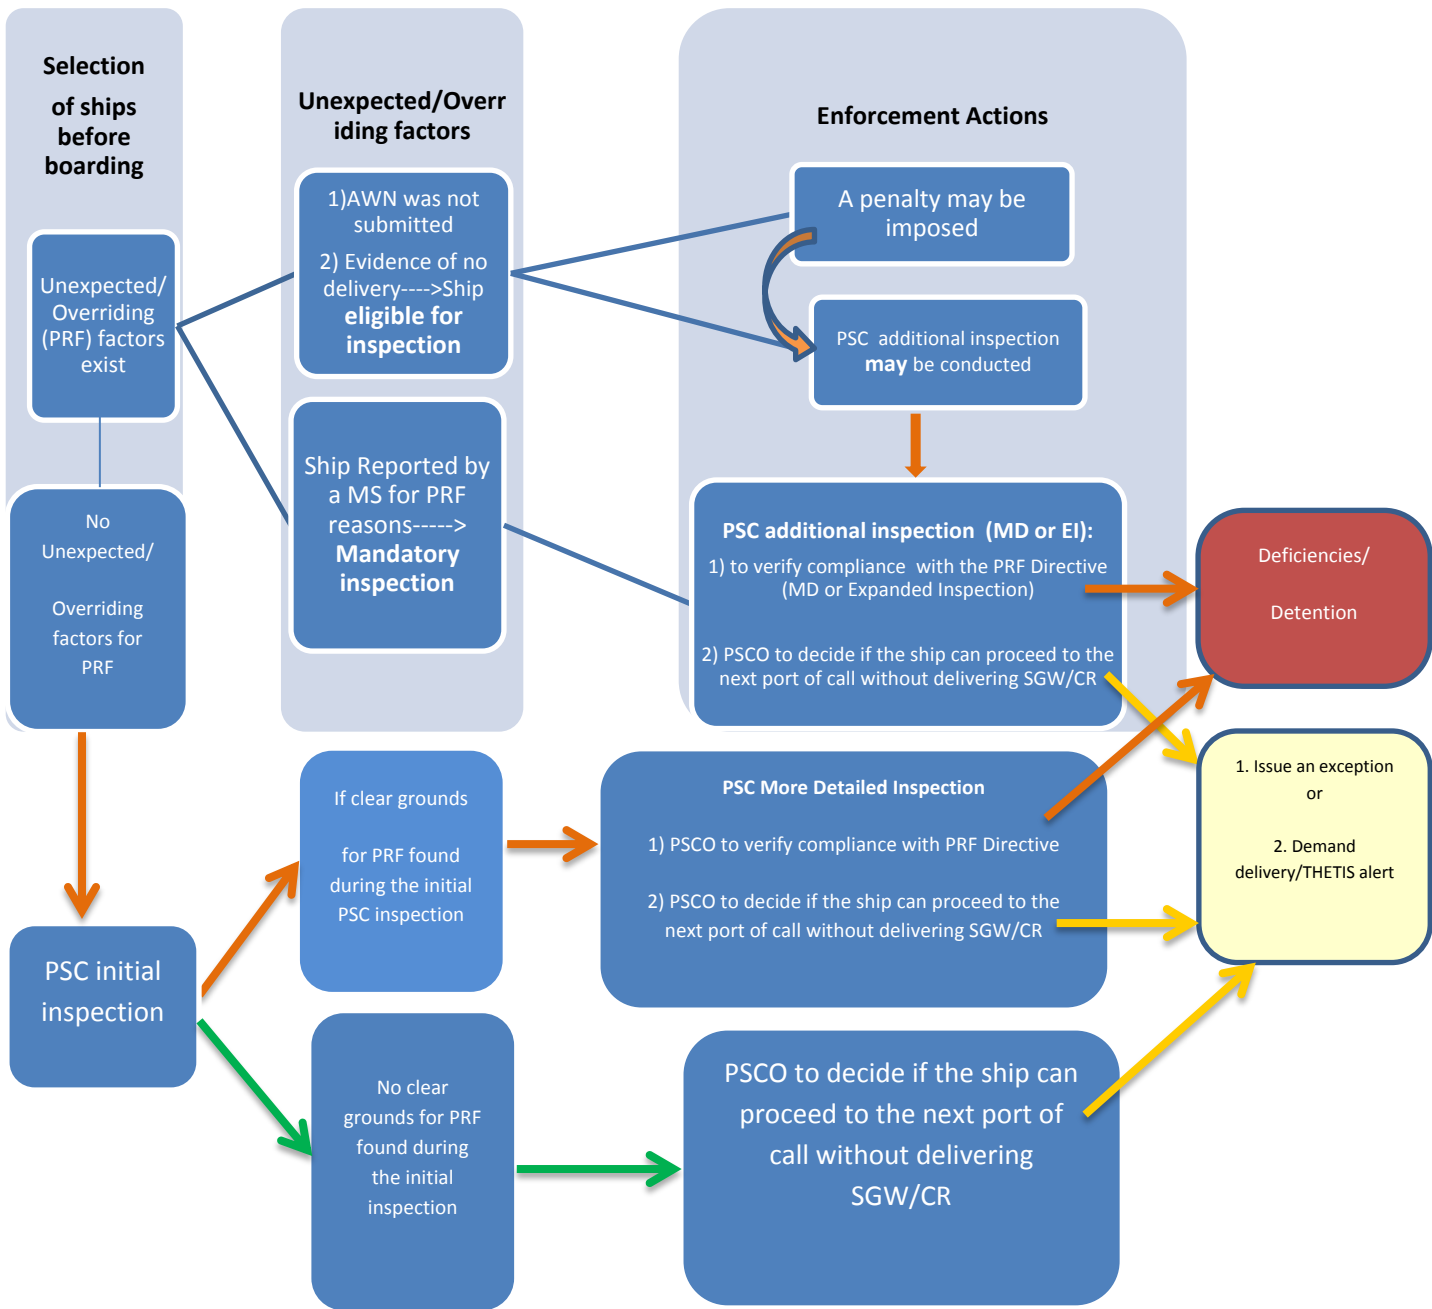 Selection
of ships
before
boarding
Unexpected/
Overriding
(PRF) factors
exist
No
Unexpected/
Overriding
factors for
PRF
PSC initial
inspection
Unexpected/Overr
iding factors
1)AWN was not
submitted
2) Evidence of no
delivery---->Ship
eligible for
inspection
Ship Reported by
a MS for PRF
reasons----->
Mandatory
inspection
If clear grounds
for PRF found
during the initial
PSC inspection
No clear
grounds for PRF
found during
the initial
inspection
Enforcement Actions
A penalty may be
imposed
PSC  additional inspection
may be conducted
PSC additional inspection  (MD or EI):
1) to verify compliance  with the PRF Directive
(MD or Expanded Inspection)
2) PSCO to decide if the ship can proceed to the
next port of call without delivering SGW/CR
PSC More Detailed Inspection
1) PSCO to verify compliance with PRF Directive
2) PSCO to decide if the ship can proceed to the
next port of call without delivering SGW/CR
PSCO to decide if the ship can
proceed to the next port of
call without delivering
SGW/CR
Deficiencies/
Detention
1. Issue an exception
or
2. Demand
delivery/THETIS alert